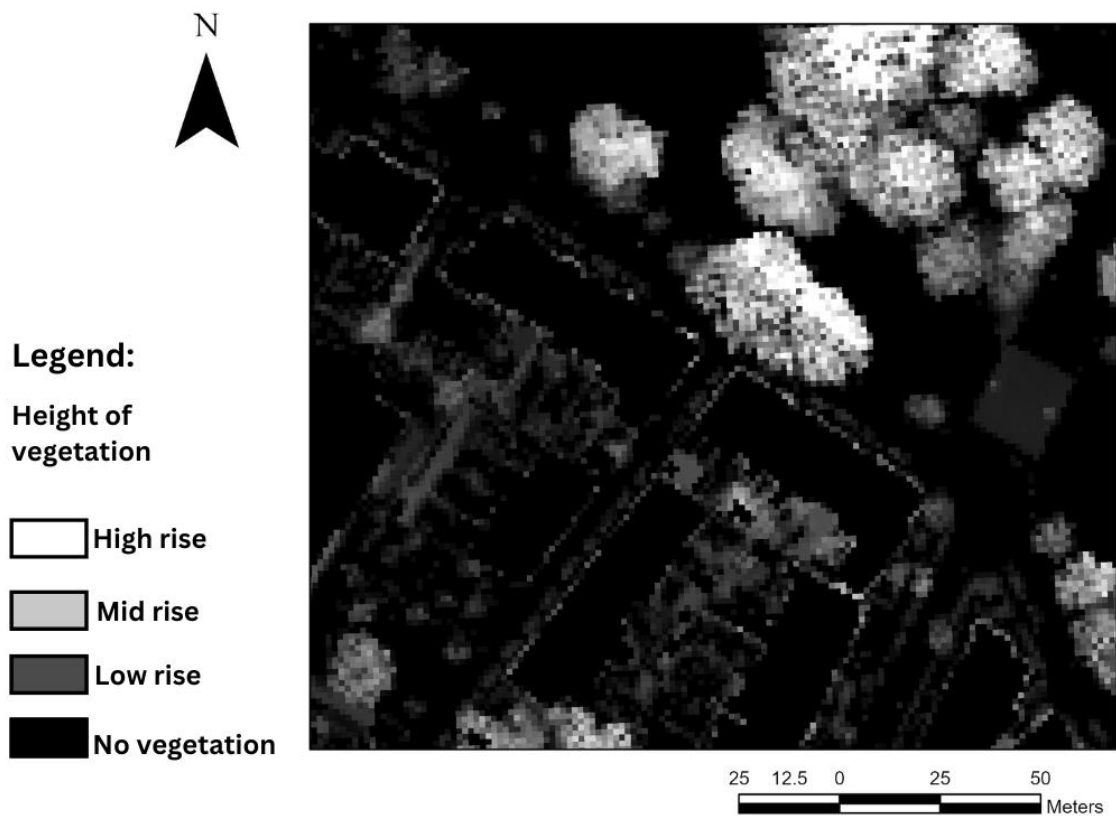 N
Legend:
Height of
vegetation
High rise
Mid rise
Low rise
No vegetation
25 12.5 0 25 50
Meters